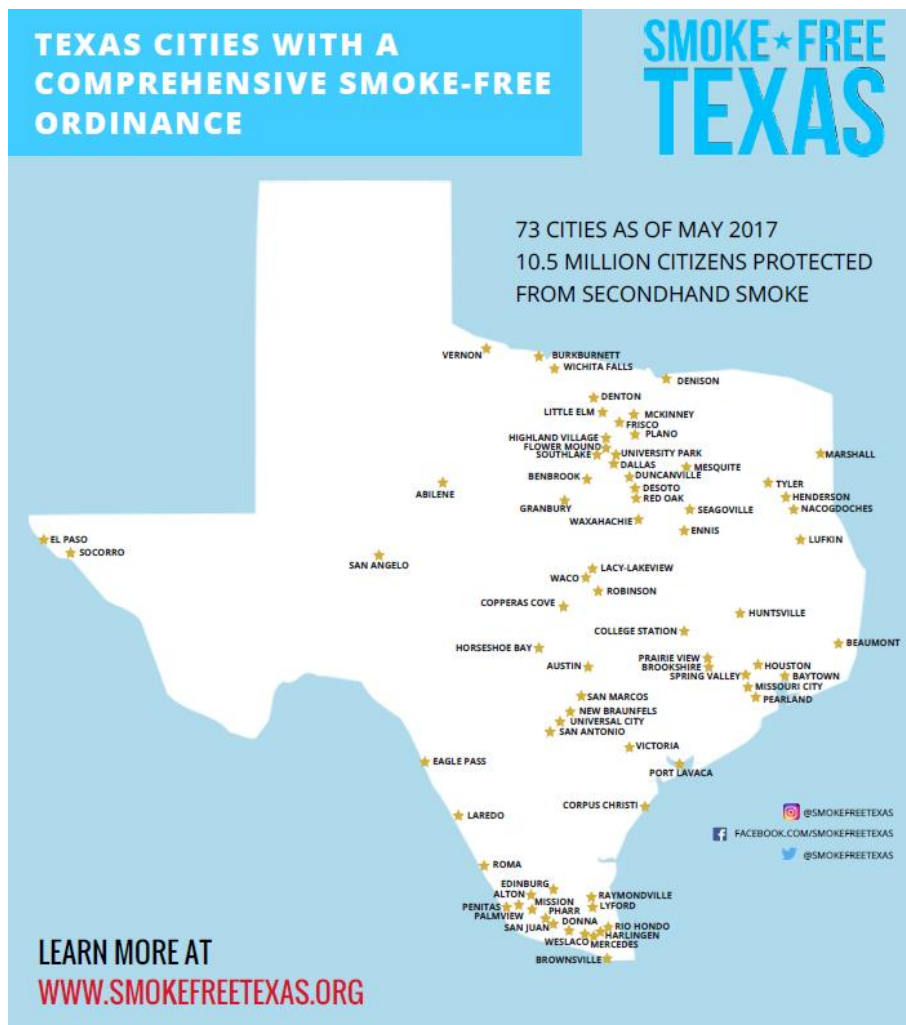 TEXAS CITIES WITH A
COMPREHENSIVE SMOKE-FREE
ORDINANCE
SMOKE★FREE
TEXAS
73 CITIES AS OF MAY 2017
10.5 MILLION CITIZENS PROTECTED
FROM SECONDHAND SMOKE
VERNON
BURKBURNETT
WICHITA FALLS
DENISON
DENTON
LITTLE ELM
MCKINNEY
FRISCO
PLANO
HIGHLAND VILLAGE
FLOWER MOUND
SOUTHLAKE
UNIVERSITY PARK
DALLAS
MESQUITE
MARSHALL
BENBROOK
DUNCANVILLE
DESOTO
RED OAK
TYLER
HENDERSON
NACOGDOCHES
ABILENE
GRANBURY
SEAGOVILLE
WAXAHACHIE
ENNIS
LUFKIN
EL PASO
SOCORRO
SAN ANGELO
LACY-LAKEVIEW
WACO
ROBINSON
COPPERAS COVE
HUNTSVILLE
COLLEGE STATION
BEAUMONT
HORSESHOE BAY
PRAIRIE VIEW
BROOKSHIRE
AUSTIN
HOUSTON
SPRING VALLEY
BAYTOWN
MISSOURI CITY
PEARLAND
SAN MARCOS
NEW BRAUNFELS
UNIVERSAL CITY
SAN ANTONIO
VICTORIA
EAGLE PASS
PORT LAVACA
CORPUS CHRISTI
LAREDO
@SMOKEFREETEXAS
FACEBOOK.COM/SMOKEFREETEXAS
@SMOKEFREETEXAS
ROMA
EDINBURG
ALTON
RAYMONDVILLE
MISSION
LYFORD
PENITAS
PHARR
PALMVIEW
DONNA
SAN JUAN
RIO HONDO
HARLINGEN
WESLACO
MERCEDES
BROWNSVILLE
LEARN MORE AT
WWW.SMOKEFREETEXAS.ORG